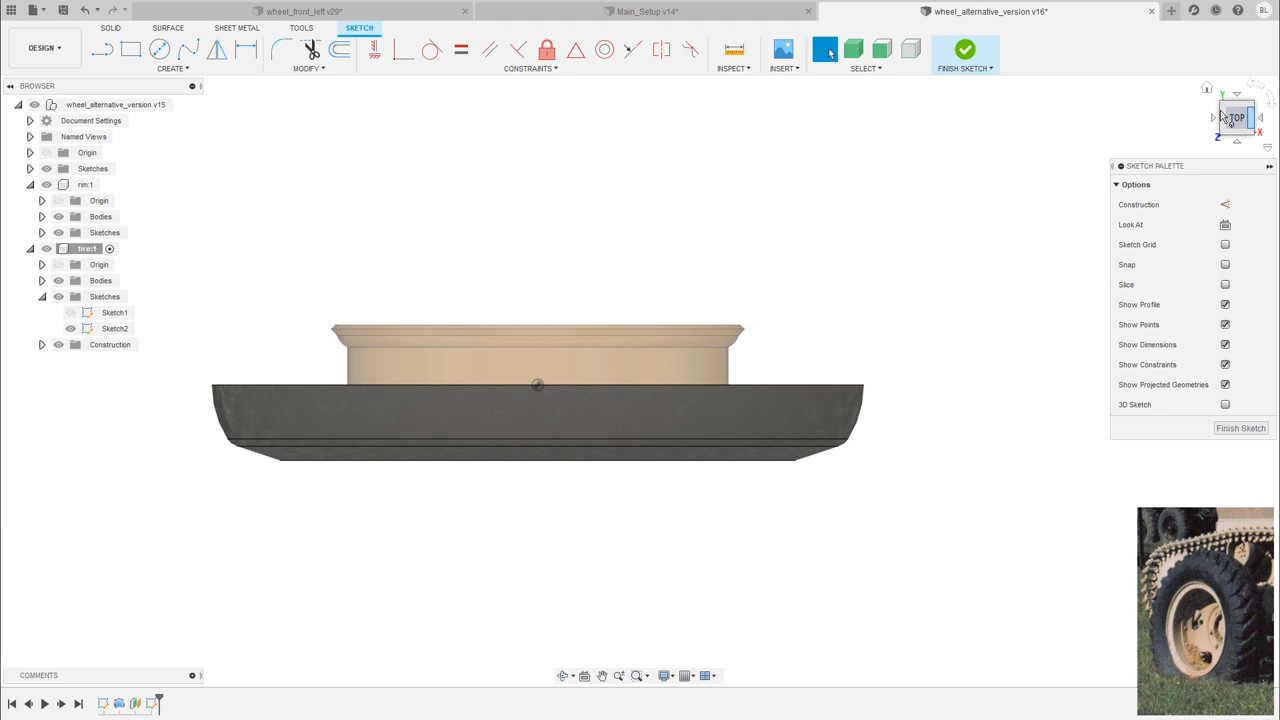 wheel_front_left v29*
Main_Setup v14*
wheel_alternative_version v16*
BL
DESIGN
SOLID
SURFACE
SHEET METAL
TOOLS
SKETCH
CREATE
MODIFY
CONSTRAINTS
INSPECT
INSERT
SELECT
FINISH SKETCH
BROWSER
wheel_alternative_version v15
Document Settings
Named Views
Origin
Sketches
rim:1
Origin
Bodies
Sketches
tire:1
Origin
Bodies
Sketches
Sketch1
Sketch2
Construction
Y
TOP
Z
X
SKETCH PALETTE
Options
Construction
Look At
Sketch Grid
Snap
Slice
Show Profile
Show Points
Show Dimensions
Show Constraints
Show Projected Geometries
3D Sketch
Finish Sketch
COMMENTS